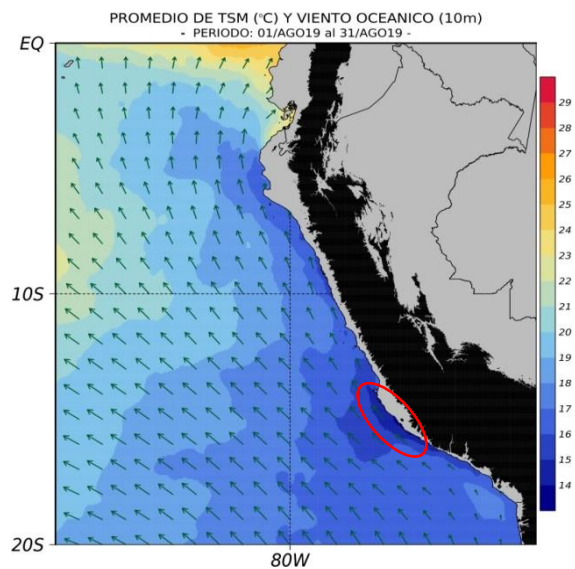 PROMEDIO DE TSM (°C) Y VIENTO OCEANICO (10m)
- PERIODO: 01/AGO19 al 31/AGO19 -
EQ
10S
20S
80W
29
28
27
26
25
24
23
22
21
20
19
18
17
16
15
14